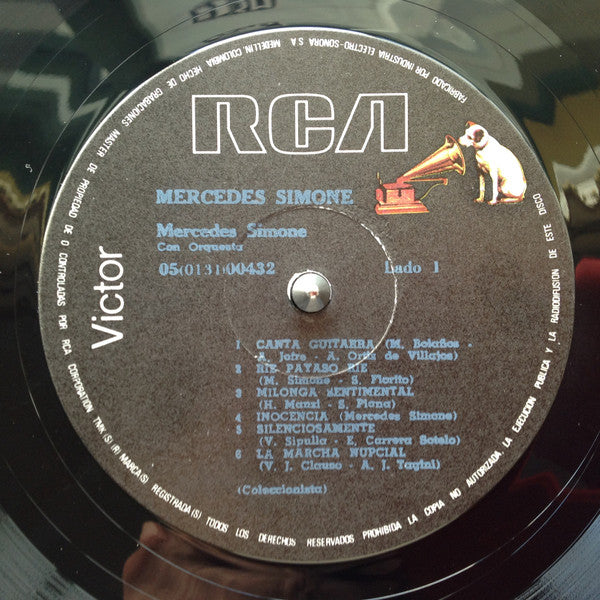 RCA
MERCEDES SIMONE
Mercedes Simone
Con Orquesta
05(0131)00432 Lado 1
1 CANTA GUITARRA (M. Bolaños -
A. Jofre - A. Ortiz de Villajos)
2 RIE PAYASO RIE
(M. Simone - S. Fiorito)
3 MILONGA SENTIMENTAL
(H. Manzi - S. Piana)
4 INOCENCIA (Mercedes Simone)
5 SILENCIOSAMENTE
(V. Sipulla - E. Carrera Sotelo)
6 LA MARCHA NUPCIAL
(V. J. Clauso - A. J. Tagini)
(Coleccionista)
Victor
FABRICADO POR INDUSTRIA ELECTRO-SONORA S.A. MEDELLIN COLOMBIA HECHO DE GRABACIONES MASTER DE PROPIEDAD DE O CONTROLADAS POR RCA CORPORATION TMK(S) (R) MARCA(S) REGISTRADA(S) TODOS LOS DERECHOS RESERVADOS PROHIBIDA LA COPIA NO AUTORIZADA, LA EJECUCION PUBLICA Y LA RADIODIFUSION DE ESTE DISCO